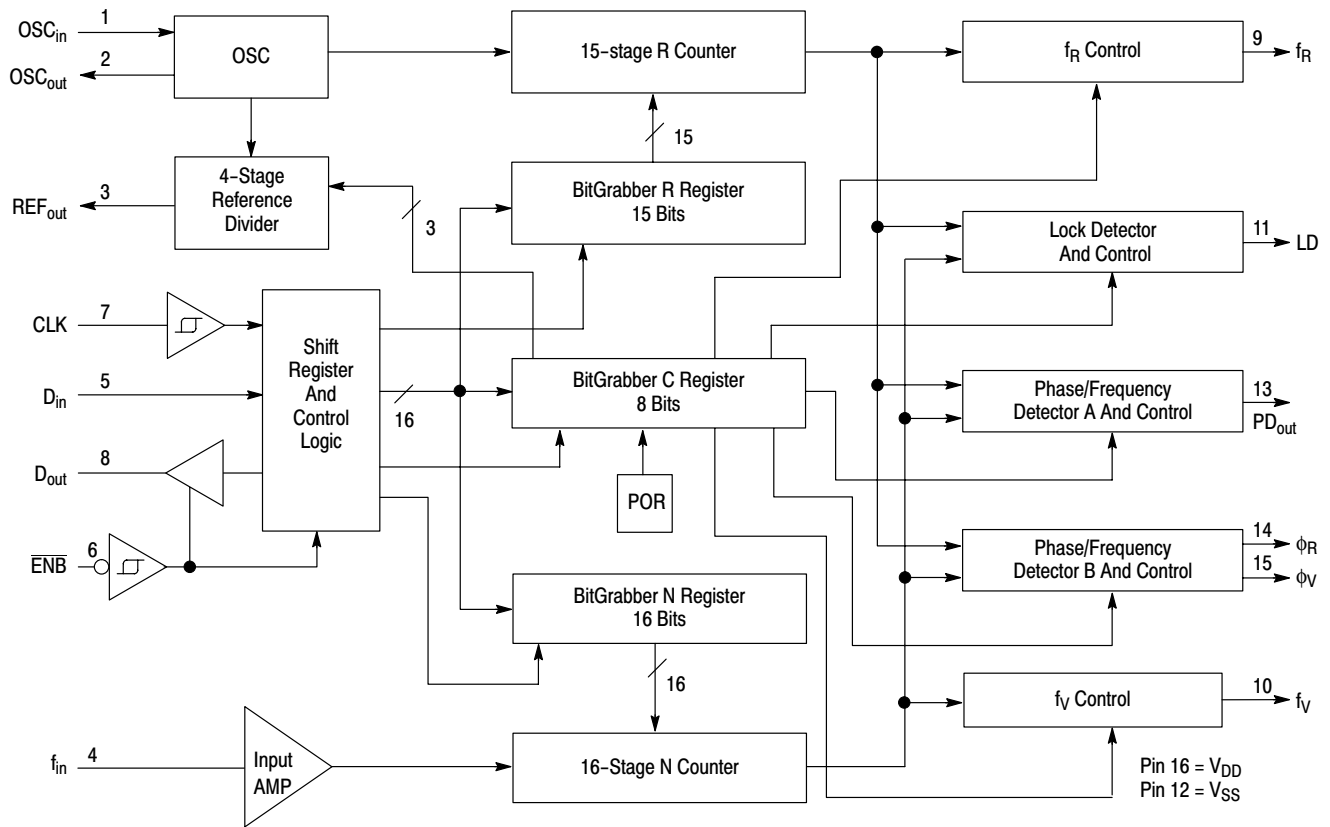 OSCin
1
OSCout
2
OSC
15-stage R Counter
fR Control
9
fR
15
REFout
3
4-Stage
Reference
Divider
3
BitGrabber R Register
15 Bits
Lock Detector
And Control
11
LD
CLK
7
Din
5
Dout
8
ENB
6
Shift
Register
And
Control
Logic
16
BitGrabber C Register
8 Bits
POR
Phase/Frequency
Detector A And Control
13
PDout
Phase/Frequency
Detector B And Control
14
ϕR
15
ϕV
BitGrabber N Register
16 Bits
16
fin
4
Input
AMP
16-Stage N Counter
fV Control
10
fV
Pin 16 = VDD
Pin 12 = VSS